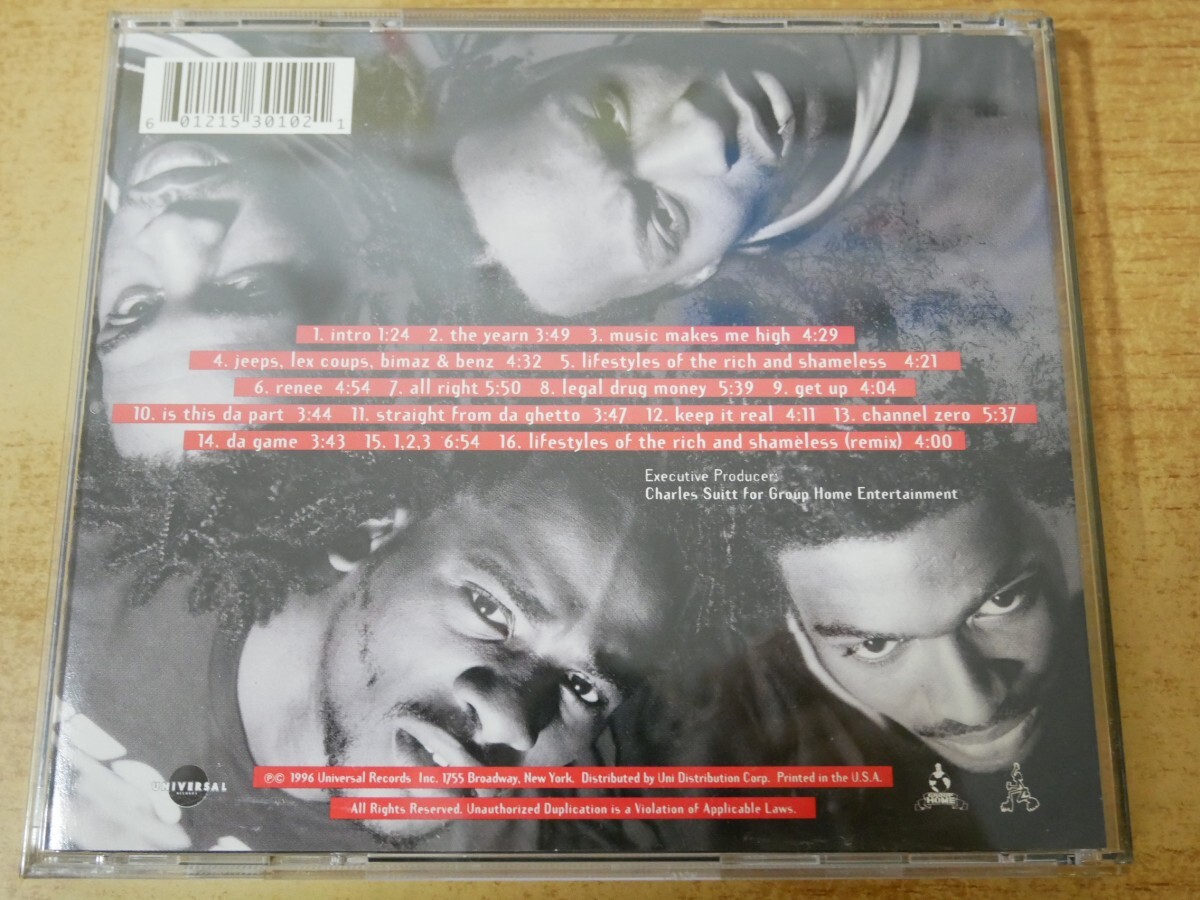 6 01215 30102 1
1. intro 1:24 2. the yearn 3:49 3. music makes me high 4:29
4. jeeps, lex coups, bimaz & benz 4:32 5. lifestyles of the rich and shameless 4:21
6. renee 4:54 7. all right 5:50 8. legal drug money 5:39 9. get up 4:04
10. is this da part 3:44 11. straight from da ghetto 3:47 12. keep it real 4:11 13. channel zero 5:37
14. da game 3:43 15. 1,2,3 6:54 16. lifestyles of the rich and shameless (remix) 4:00
Executive Producer:
Charles Suitt for Group Home Entertainment
UNIVERSAL
RECORDS
℗© 1996 Universal Records Inc. 1755 Broadway, New York. Distributed by Uni Distribution Corp. Printed in the U.S.A.
All Rights Reserved. Unauthorized Duplication is a Violation of Applicable Laws.
GROUP
HOME